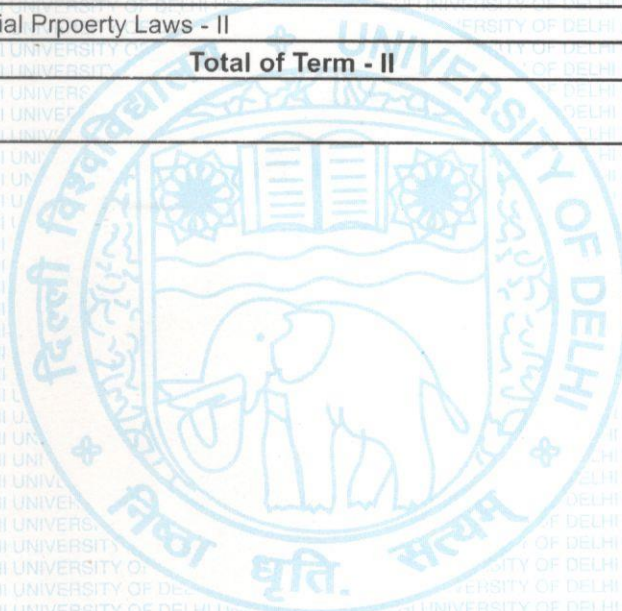 ial Prpoerty Laws - II
Total of Term - II
दिल्ली विश्वविद्यालय
UNIVERSITY OF DELHI
निष्ठा धृति. सत्यम्